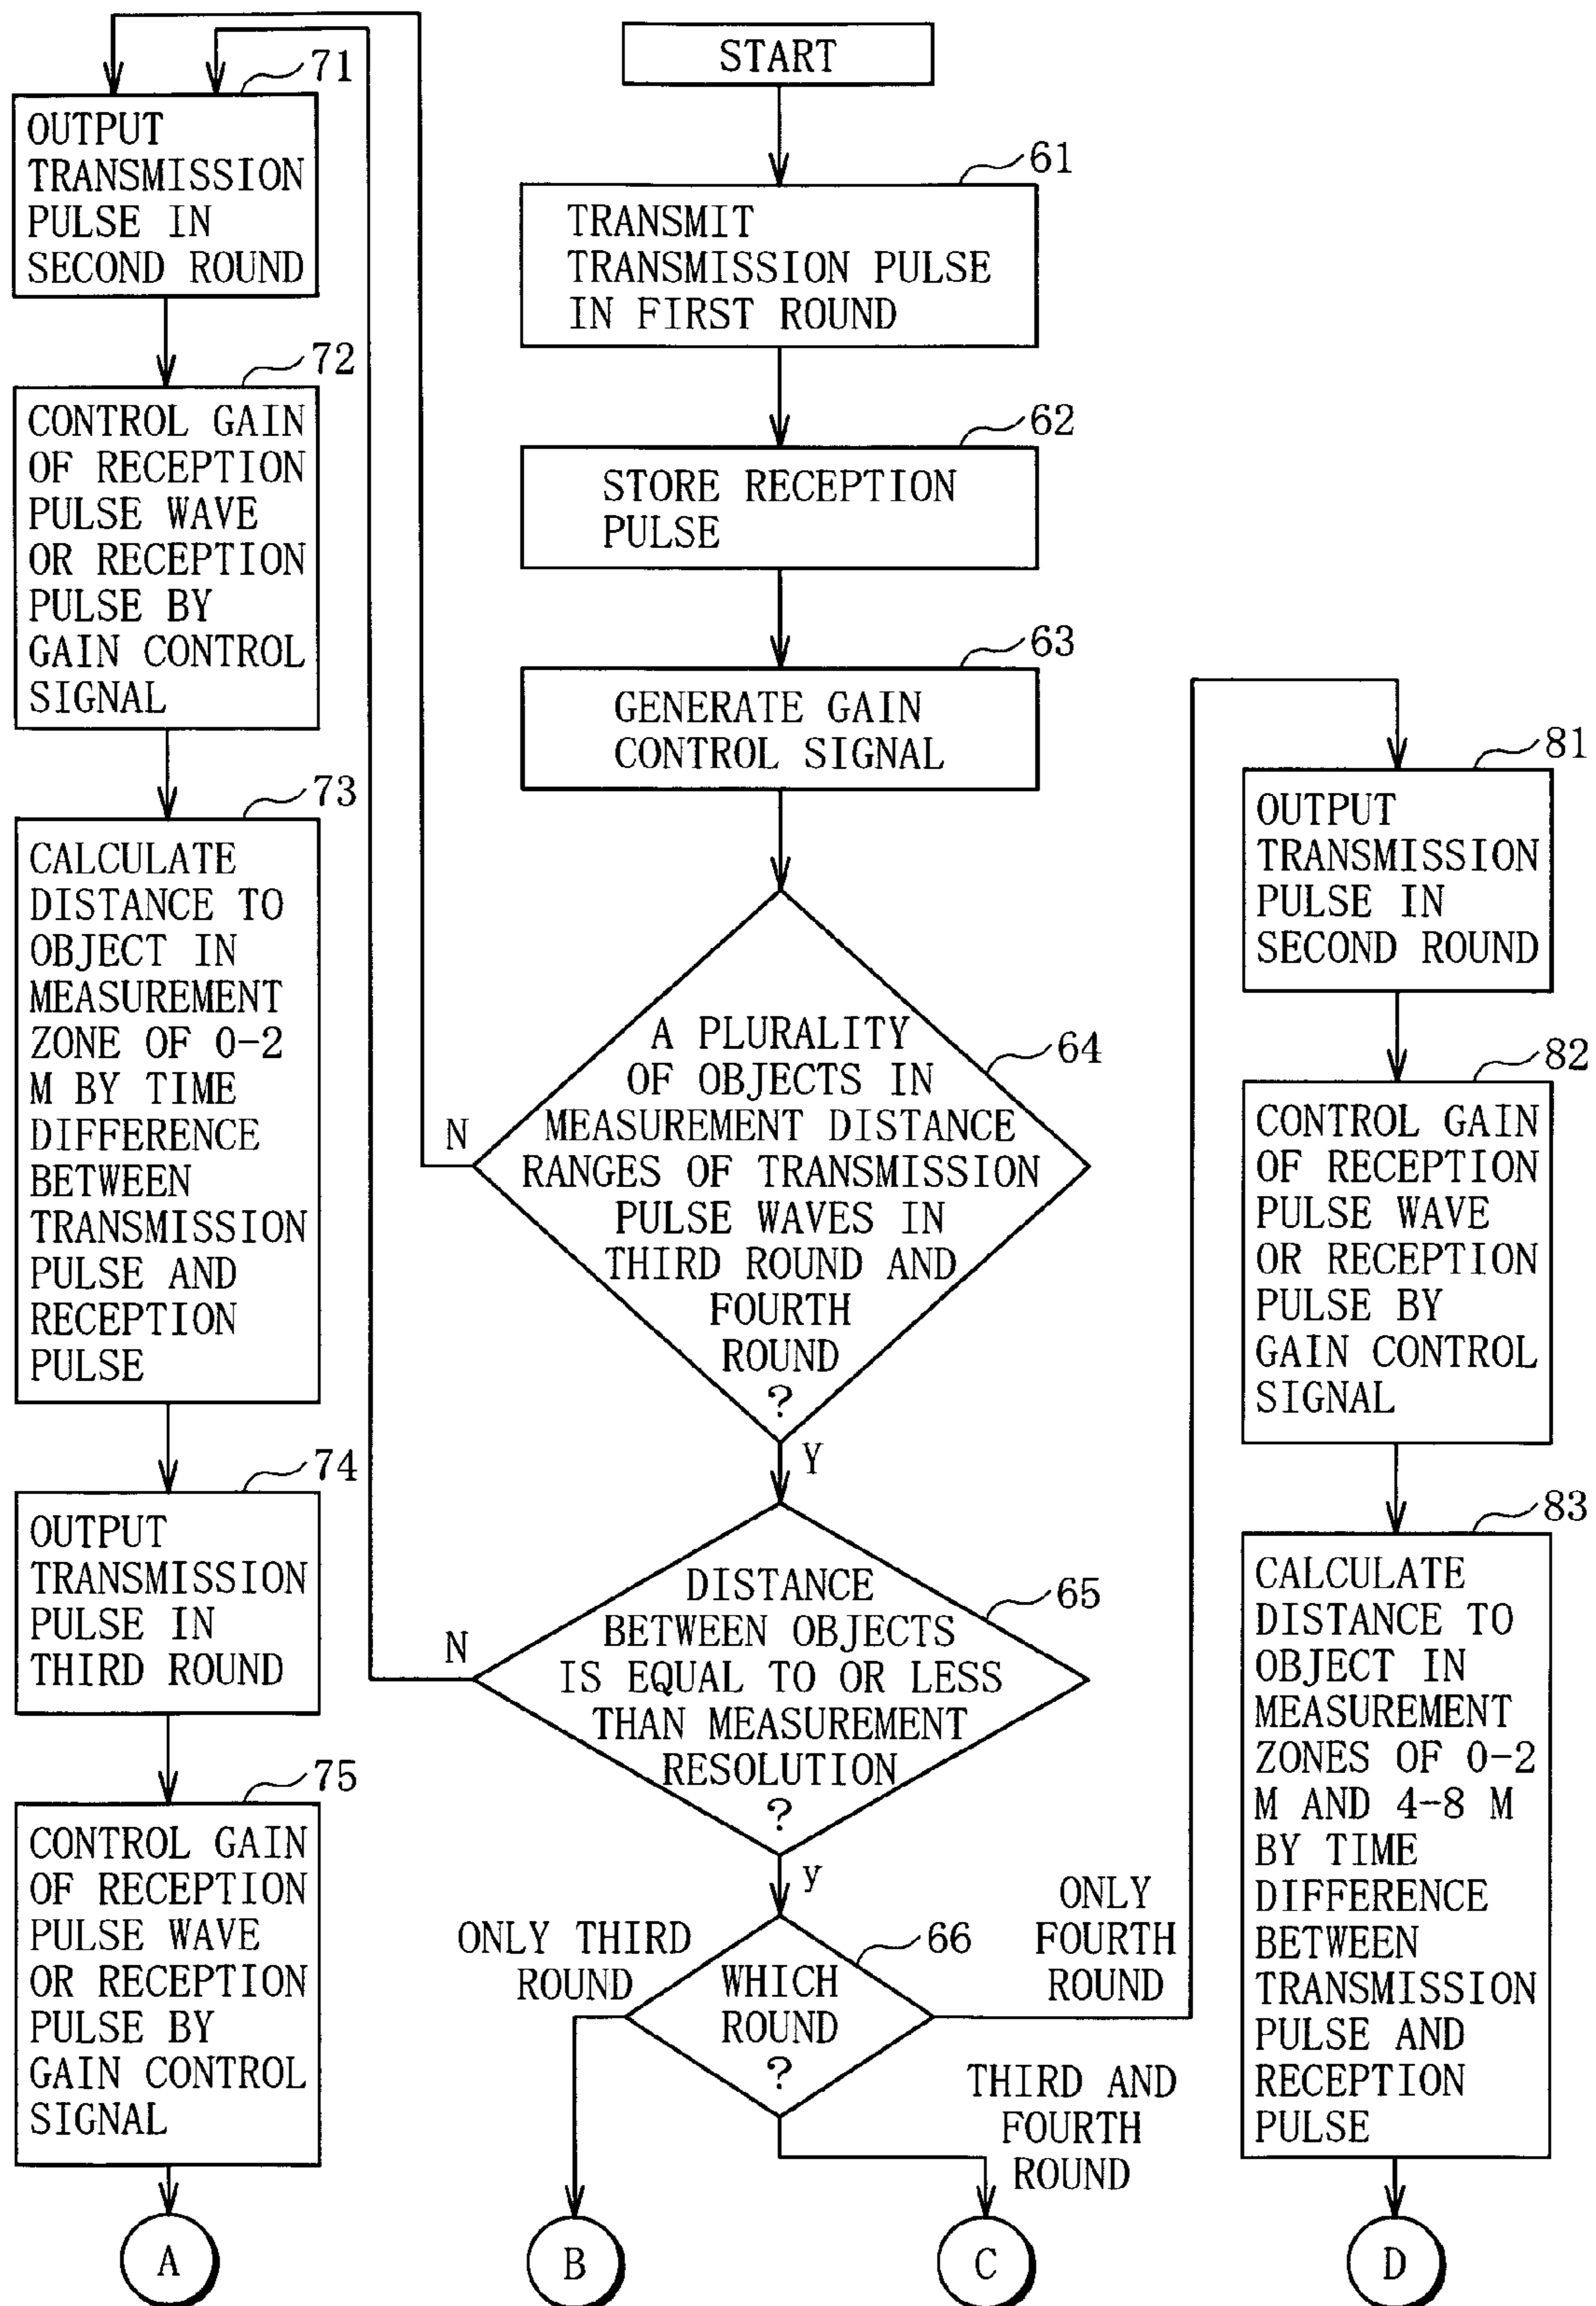 START
61
TRANSMIT
TRANSMISSION PULSE
IN FIRST ROUND
62
STORE RECEPTION
PULSE
63
GENERATE GAIN
CONTROL SIGNAL
64
A PLURALITY
OF OBJECTS IN
MEASUREMENT DISTANCE
RANGES OF TRANSMISSION
PULSE WAVES IN
THIRD ROUND AND
FOURTH
ROUND
?
N
Y
65
DISTANCE
BETWEEN OBJECTS
IS EQUAL TO OR LESS
THAN MEASUREMENT
RESOLUTION
?
N
y
66
WHICH
ROUND
?
ONLY THIRD
ROUND
ONLY
FOURTH
ROUND
THIRD AND
FOURTH
ROUND
B
C
71
OUTPUT
TRANSMISSION
PULSE IN
SECOND ROUND
72
CONTROL GAIN
OF RECEPTION
PULSE WAVE
OR RECEPTION
PULSE BY
GAIN CONTROL
SIGNAL
73
CALCULATE
DISTANCE TO
OBJECT IN
MEASUREMENT
ZONE OF 0-2
M BY TIME
DIFFERENCE
BETWEEN
TRANSMISSION
PULSE AND
RECEPTION
PULSE
74
OUTPUT
TRANSMISSION
PULSE IN
THIRD ROUND
75
CONTROL GAIN
OF RECEPTION
PULSE WAVE
OR RECEPTION
PULSE BY
GAIN CONTROL
SIGNAL
A
81
OUTPUT
TRANSMISSION
PULSE IN
SECOND ROUND
82
CONTROL GAIN
OF RECEPTION
PULSE WAVE
OR RECEPTION
PULSE BY
GAIN CONTROL
SIGNAL
83
CALCULATE
DISTANCE TO
OBJECT IN
MEASUREMENT
ZONES OF 0-2
M AND 4-8 M
BY TIME
DIFFERENCE
BETWEEN
TRANSMISSION
PULSE AND
RECEPTION
PULSE
D